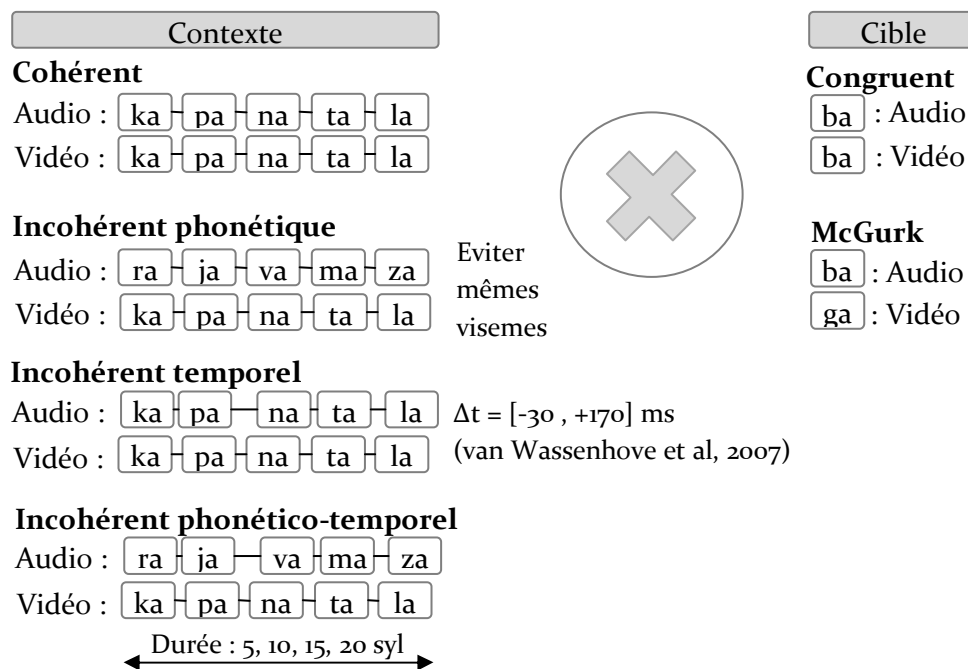 Contexte
Cohérent
Audio : ka pa na ta la
Vidéo : ka pa na ta la
Incohérent phonétique
Audio : ra ja va ma za
Vidéo : ka pa na ta la
Eviter
mêmes
visemes
Incohérent temporel
Audio : ka pa na ta la
Vidéo : ka pa na ta la
Δt = [-30 , +170] ms
(van Wassenhove et al, 2007)
Incohérent phonético-temporel
Audio : ra ja va ma za
Vidéo : ka pa na ta la
Durée : 5, 10, 15, 20 syl
Cible
Congruent
ba : Audio
ba : Vidéo
McGurk
ba : Audio
ga : Vidéo